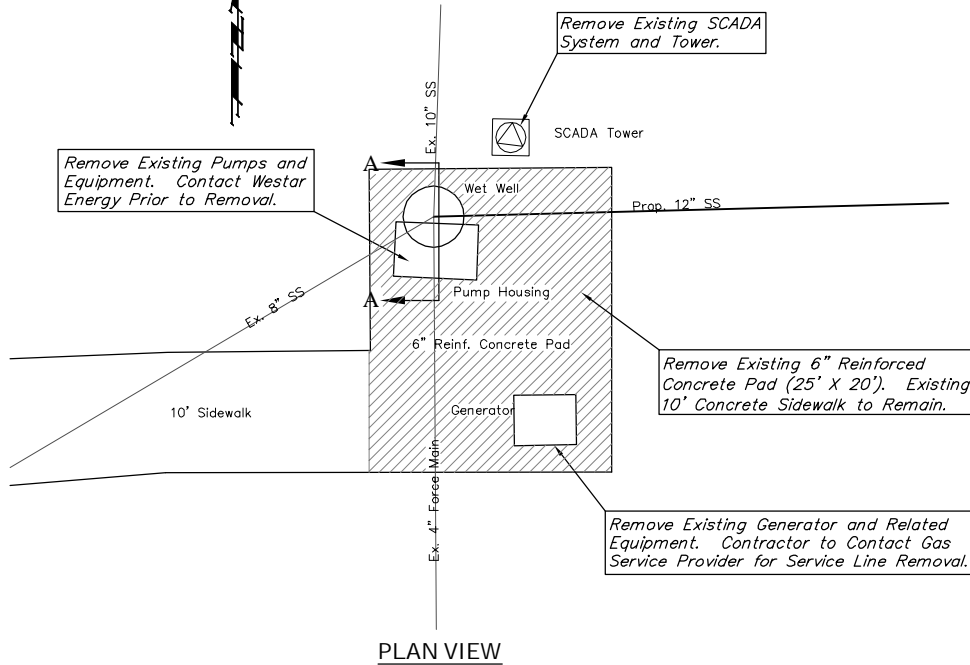 Remove Existing SCADA
System and Tower.
Ex. 10" SS
SCADA Tower
Remove Existing Pumps and
Equipment. Contact Westar
Energy Prior to Removal.
A
Wet Well
Prop. 12" SS
A
Pump Housing
Ex. 8" SS
6" Reinf. Concrete Pad
Remove Existing 6" Reinforced
Concrete Pad (25' X 20'). Existing
10' Concrete Sidewalk to Remain.
10' Sidewalk
Generator
Ex. 4" Force Main
Remove Existing Generator and Related
Equipment. Contractor to Contact Gas
Service Provider for Service Line Removal.
PLAN VIEW